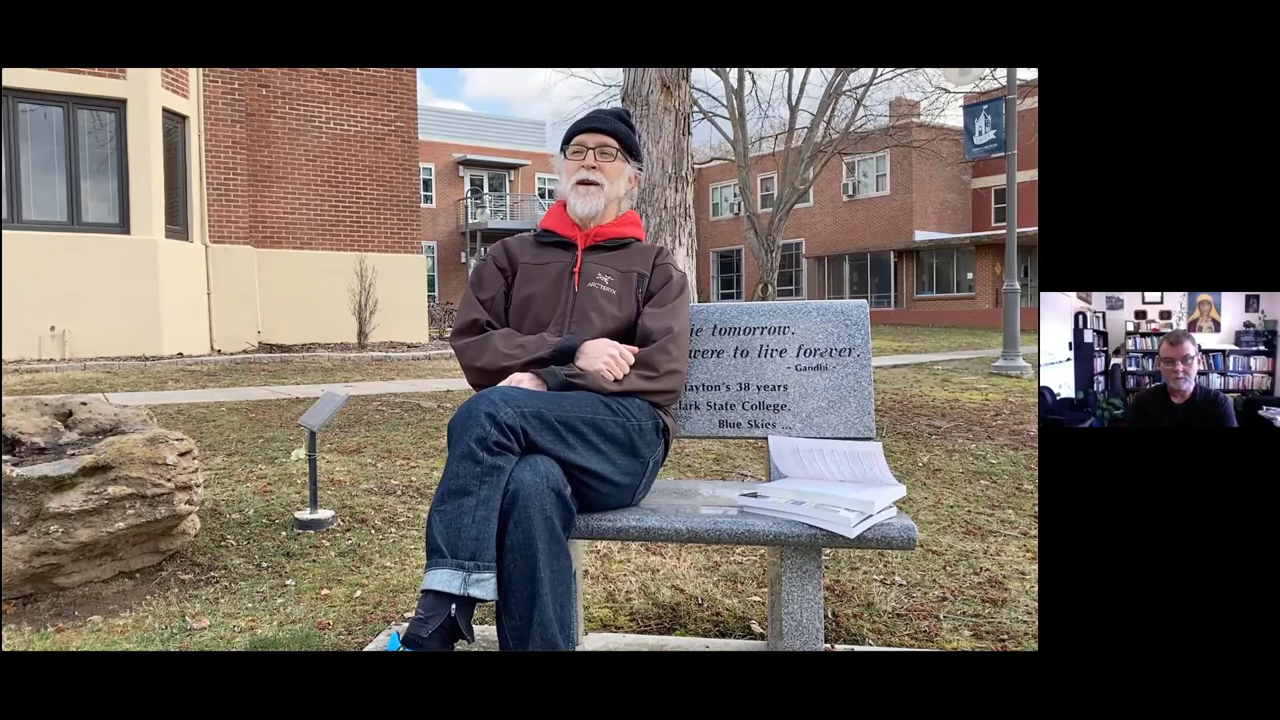 ARC'TERYX
ie tomorrow.
were to live forever.
- Gandhi
layton's 38 years
lark State College.
Blue Skies ...